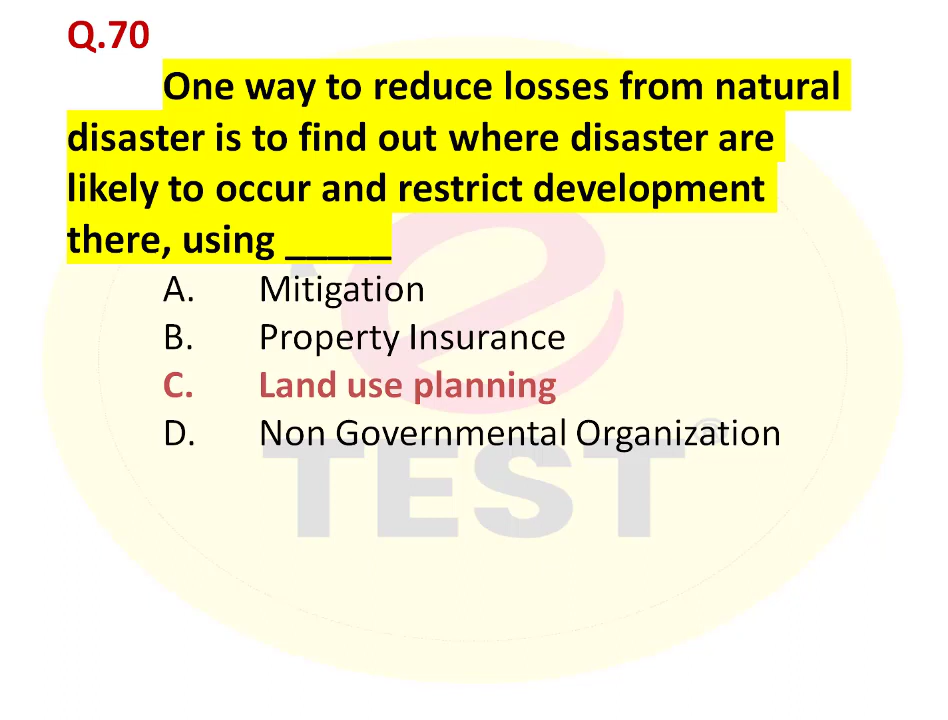 Q.70
One way to reduce losses from natural
disaster is to find out where disaster are
likely to occur and restrict development
there, using _____
A. Mitigation
B. Property Insurance
C. Land use planning
D. Non Governmental Organization
e
®
TEST